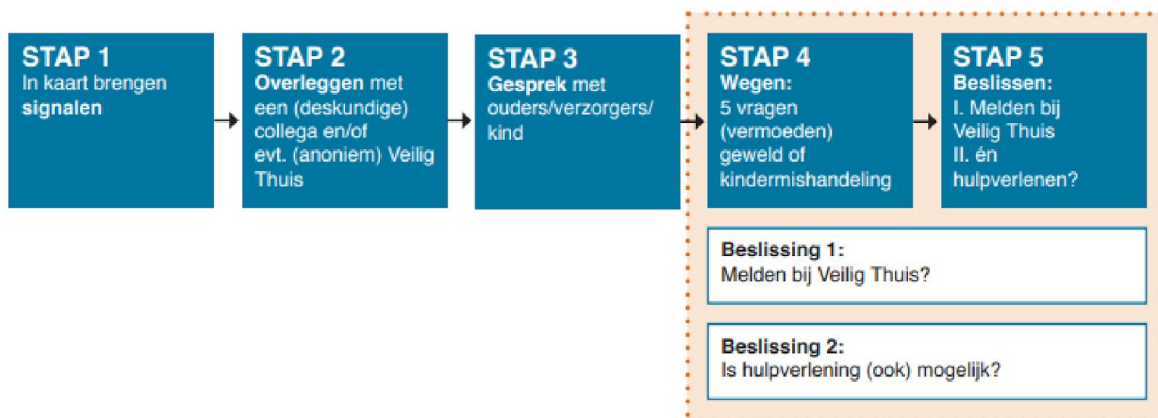 STAP 1
In kaart brengen
signalen
STAP 2
Overleggen met
een (deskundige)
collega en/of
evt. (anoniem) Veilig
Thuis
STAP 3
Gesprek met
ouders/verzorgers/
kind
STAP 4
Wegen:
5 vragen
(vermoeden)
geweld of
kindermishandeling
STAP 5
Beslissen:
I. Melden bij
Veilig Thuis
II. én
hulpverlenen?
Beslissing 1:
Melden bij Veilig Thuis?
Beslissing 2:
Is hulpverlening (ook) mogelijk?